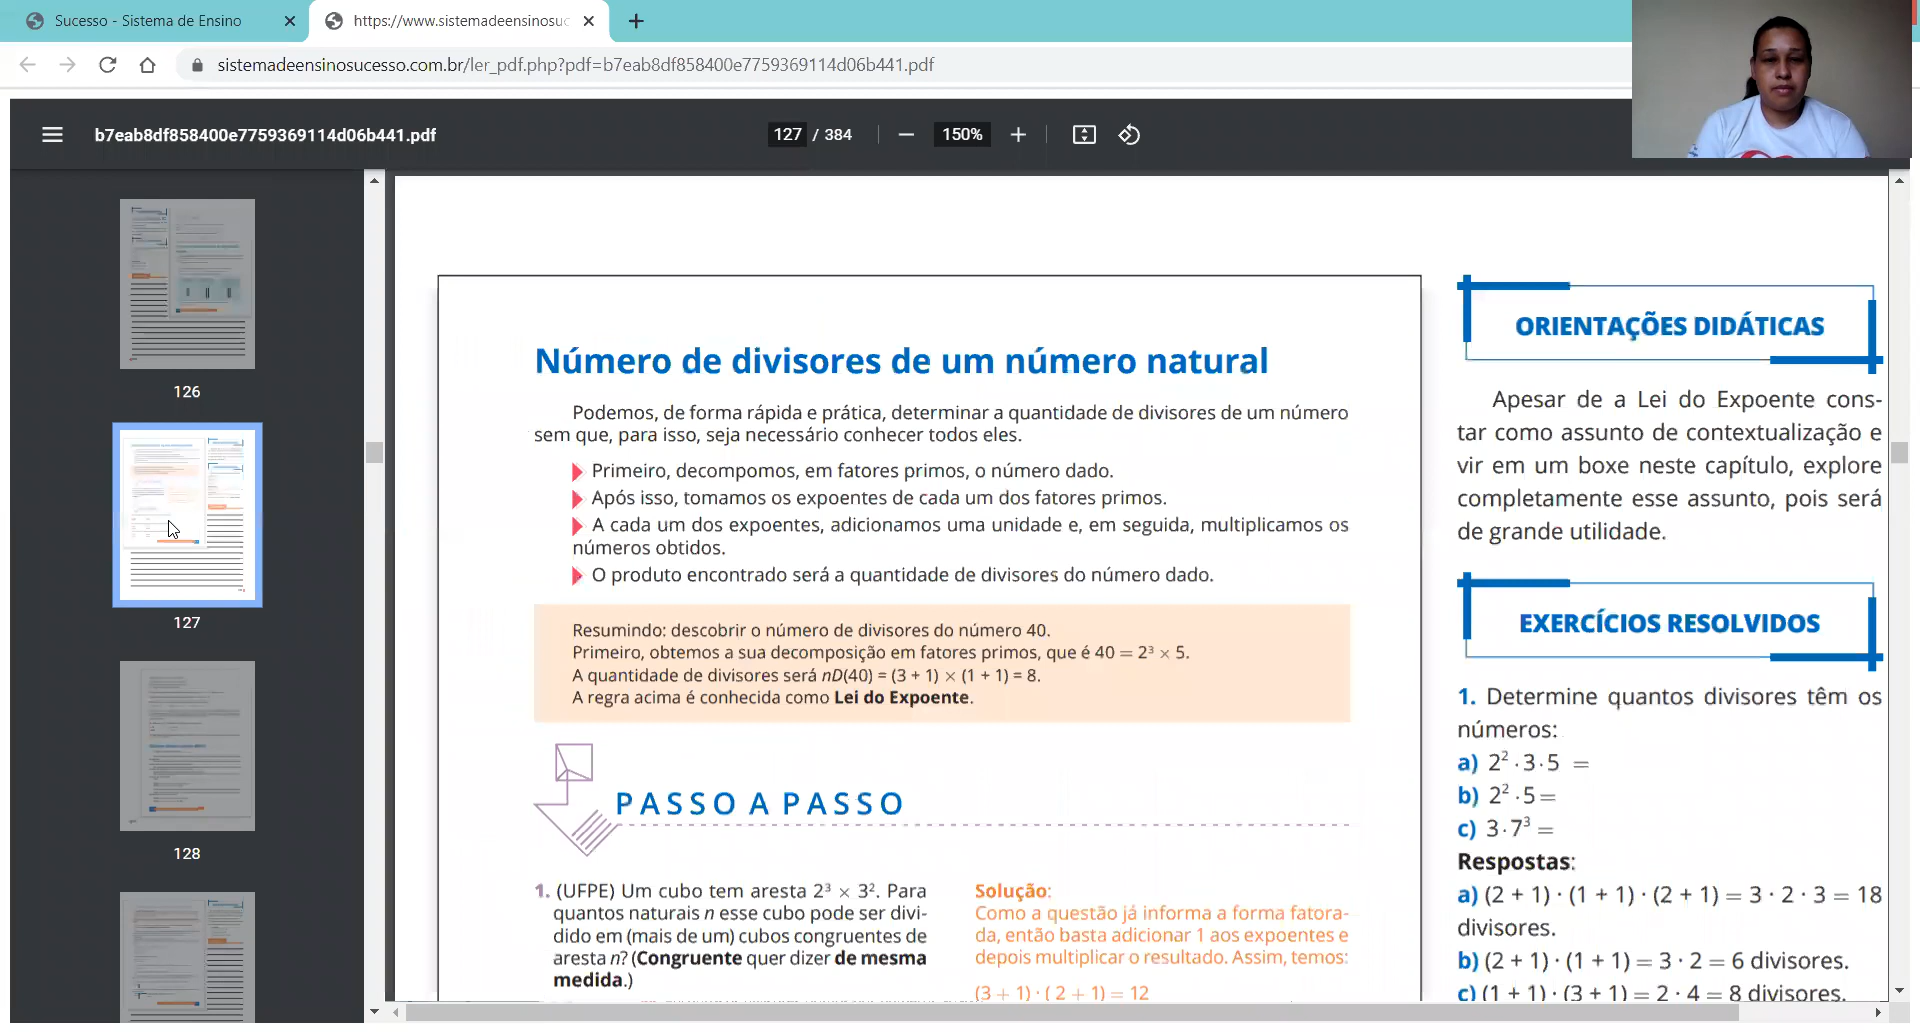 Sucesso - Sistema de Ensino
https://www.sistemadeensinosuc
sistemadeensinosucesso.com.br/ler_pdf.php?pdf=b7eab8df858400e7759369114d06b441.pdf
b7eab8df858400e7759369114d06b441.pdf
127 / 384
150%
126
127
128
Número de divisores de um número natural
Podemos, de forma rápida e prática, determinar a quantidade de divisores de um número
sem que, para isso, seja necessário conhecer todos eles.
Primeiro, decompomos, em fatores primos, o número dado.
Após isso, tomamos os expoentes de cada um dos fatores primos.
A cada um dos expoentes, adicionamos uma unidade e, em seguida, multiplicamos os
números obtidos.
O produto encontrado será a quantidade de divisores do número dado.
Resumindo: descobrir o número de divisores do número 40.
Primeiro, obtemos a sua decomposição em fatores primos, que é 40 = 2³ × 5.
A quantidade de divisores será nD(40) = (3 + 1) × (1 + 1) = 8.
A regra acima é conhecida como Lei do Expoente.
PASSO A PASSO
1. (UFPE) Um cubo tem aresta 2³ × 3². Para
quantos naturais n esse cubo pode ser divi-
dido em (mais de um) cubos congruentes de
aresta n? (Congruente quer dizer de mesma
medida.)
Solução:
Como a questão já informa a forma fatora-
da, então basta adicionar 1 aos expoentes e
depois multiplicar o resultado. Assim, temos:
(3 + 1) · ( 2 + 1) = 12
ORIENTAÇÕES DIDÁTICAS
Apesar de a Lei do Expoente cons-
tar como assunto de contextualização e
vir em um boxe neste capítulo, explore
completamente esse assunto, pois será
de grande utilidade.
EXERCÍCIOS RESOLVIDOS
1. Determine quantos divisores têm os
números:
a) 2² · 3 · 5 =
b) 2² · 5 =
c) 3 · 7³ =
Respostas:
a) (2 + 1) · (1 + 1) · (2 + 1) = 3 · 2 · 3 = 18
divisores.
b) (2 + 1) · (1 + 1) = 3 · 2 = 6 divisores.
c) (1 + 1) · (3 + 1) = 2 · 4 = 8 divisores.